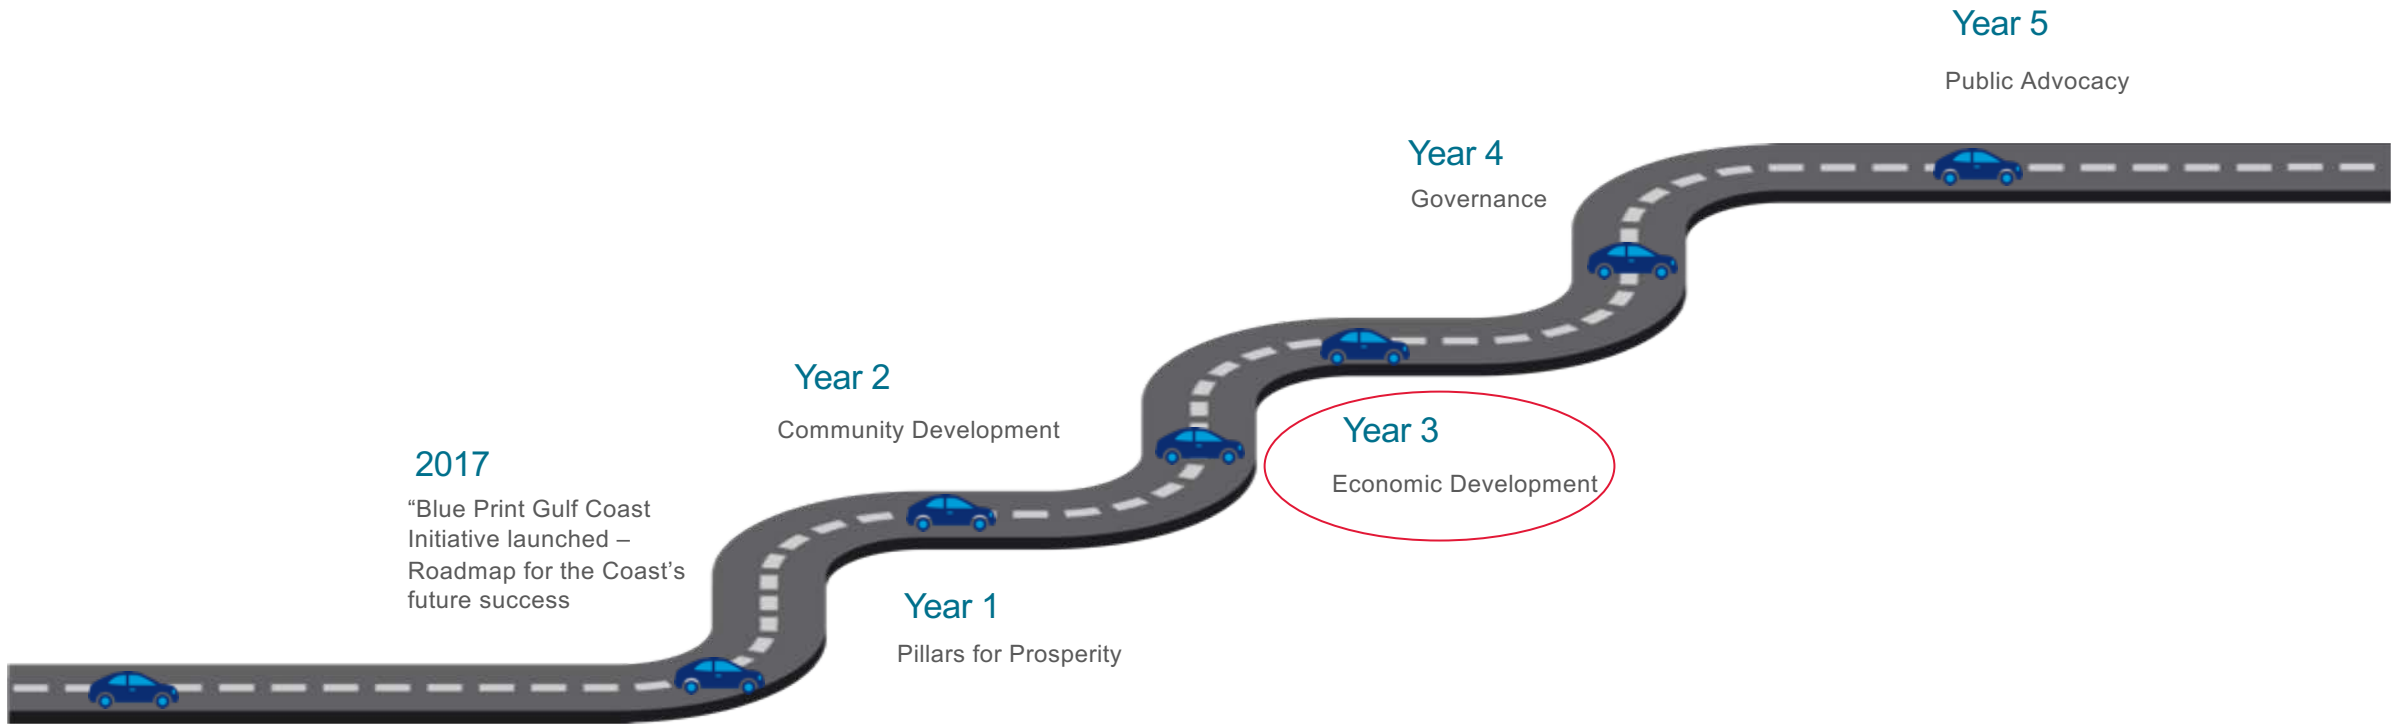 Year 5
Public Advocacy
Year 4
Governance
Year 2
Community Development
Year 3
Economic Development
2017
“Blue Print Gulf Coast
Initiative launched –
Roadmap for the Coast’s
future success
Year 1
Pillars for Prosperity